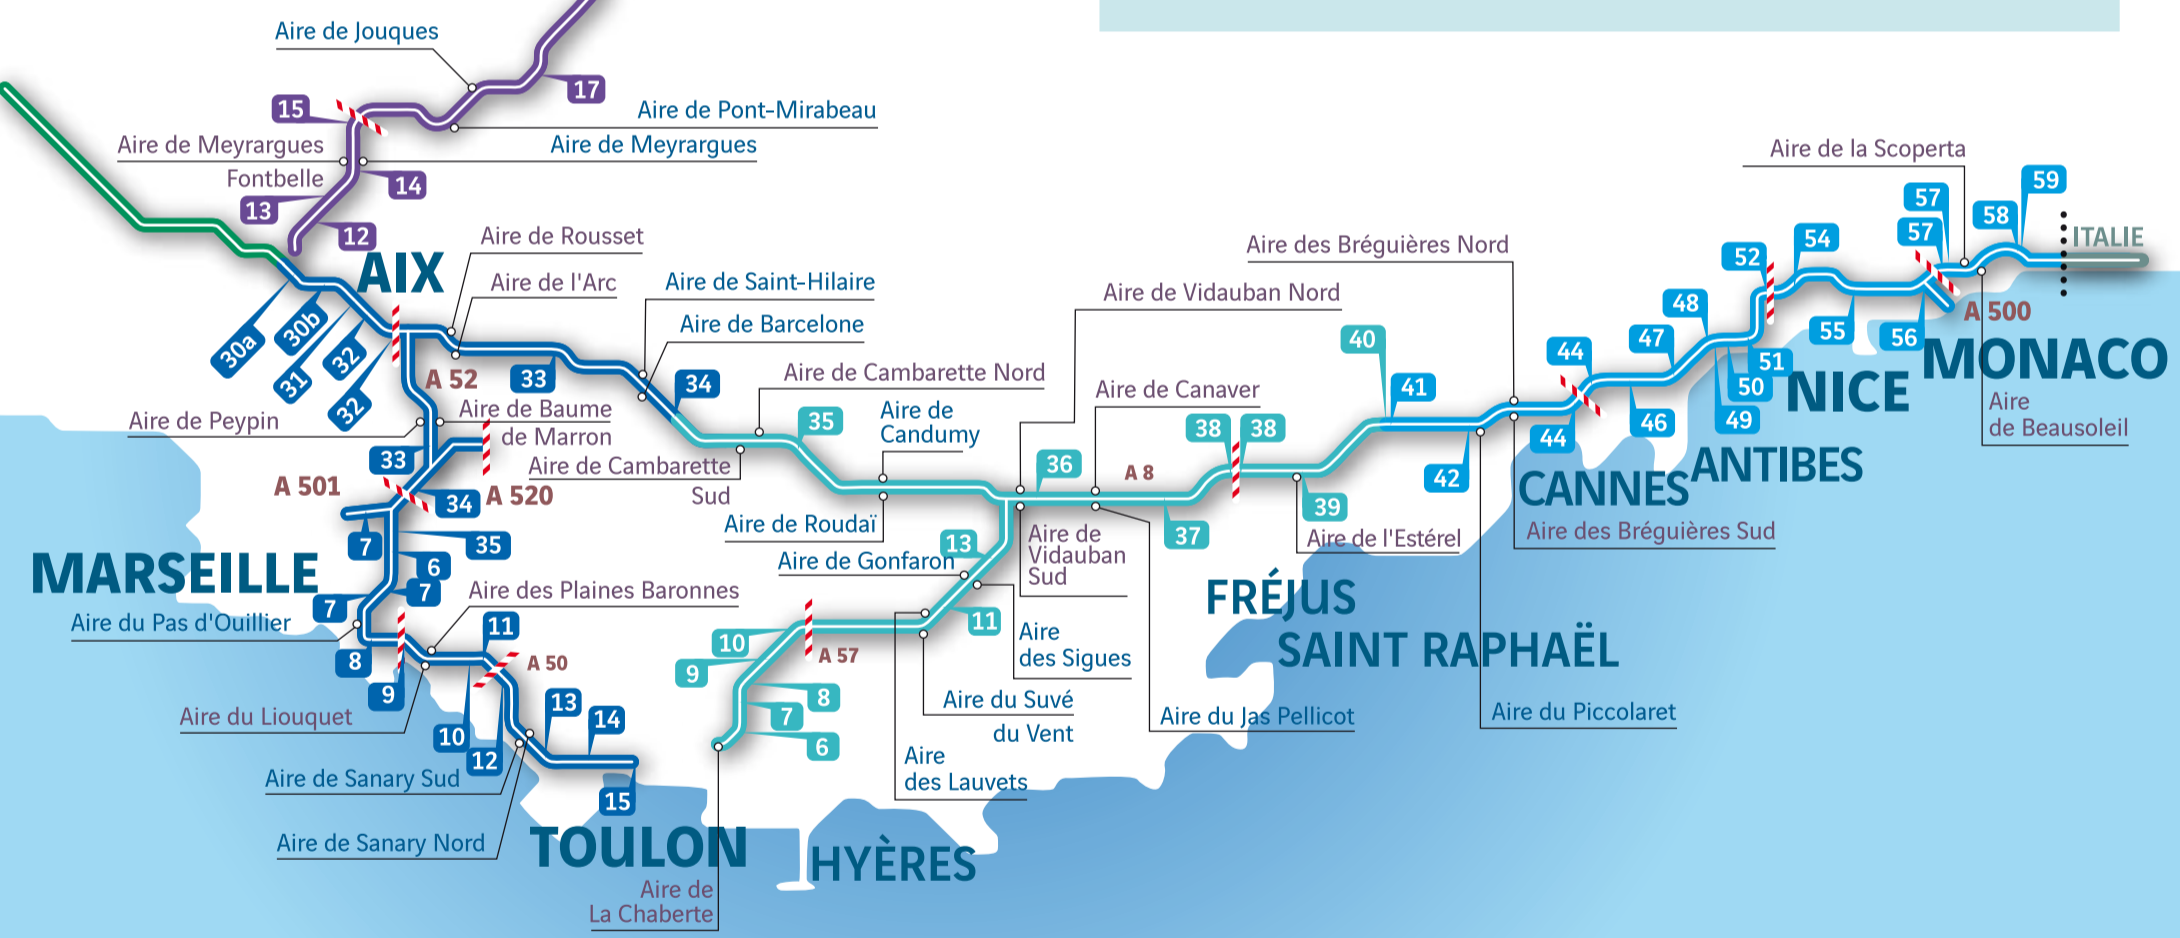 Aire de Jouques
17
15
Aire de Pont-Mirabeau
Aire de Meyrargues
Fontbelle
Aire de Meyrargues
14
13
12
AIX
Aire de Rousset
Aire de l'Arc
Aire de Saint-Hilaire
Aire de Barcelone
30a
30b
31
32
32
33
34
A 52
Aire de Peypin
Aire de Baume
de Marron
33
A 501
A 520
34
7
35
6
7
7
MARSEILLE
Aire du Pas d'Ouillier
8
9
Aire des Plaines Baronnes
11
A 50
Aire du Liouquet
10
12
13
14
15
Aire de Sanary Sud
Aire de Sanary Nord
TOULON
HYÈRES
Aire de
La Chaberte
Aire de Cambarette Nord
35
Aire de Cambarette
Sud
Aire de
Candumy
Aire de Roudaï
Aire de Gonfaron
13
11
10
9
A 57
8
7
6
Aire
des Sigues
Aire du Suvé
du Vent
Aire
des Lauvets
Aire de Vidauban Nord
36
Aire de
Vidauban
Sud
Aire de Canaver
A 8
37
Aire du Jas Pellicot
38
38
39
Aire de l'Estérel
FRÉJUS
SAINT RAPHAËL
40
41
42
Aire du Piccolaret
Aire des Bréguières Nord
Aire des Bréguières Sud
44
44
CANNES
46
47
48
49
50
51
ANTIBES
52
NICE
54
55
56
57
57
A 500
MONACO
Aire de la Scoperta
58
59
ITALIE
Aire
de Beausoleil